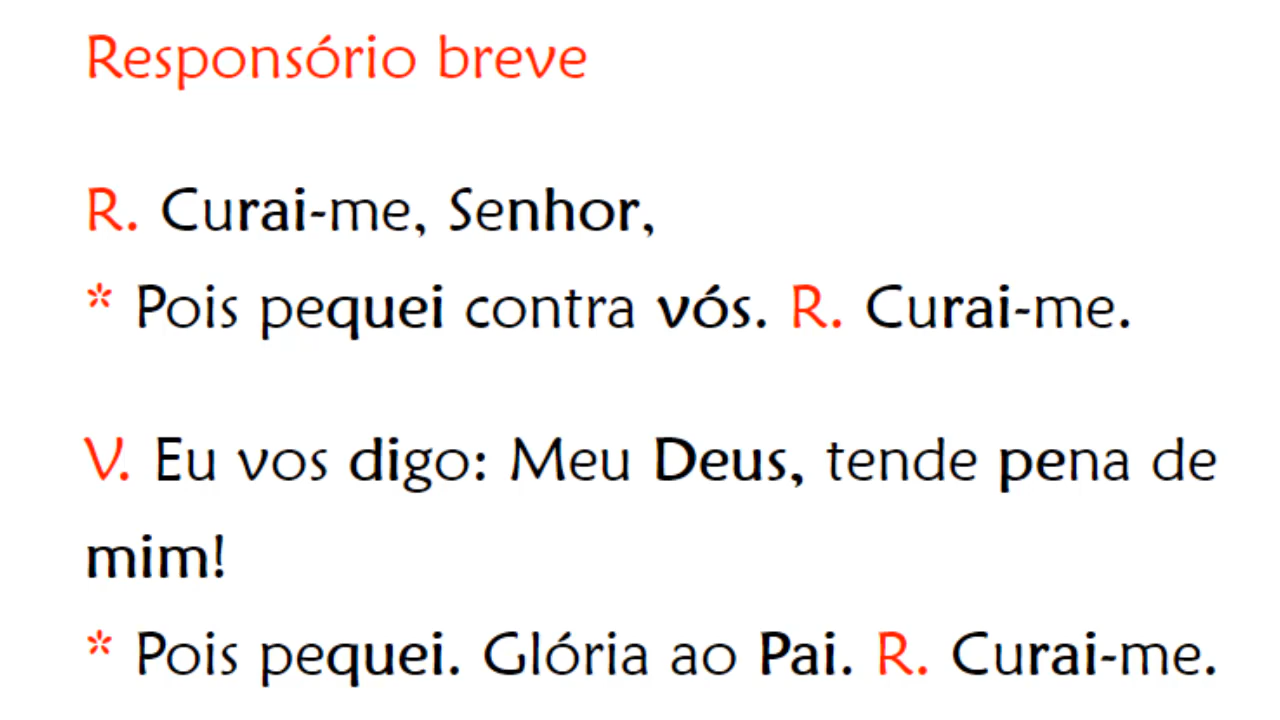 Responsório breve
R. Curai-me, Senhor,
* Pois pequei contra vós. R. Curai-me.
V. Eu vos digo: Meu Deus, tende pena de
mim!
* Pois pequei. Glória ao Pai. R. Curai-me.